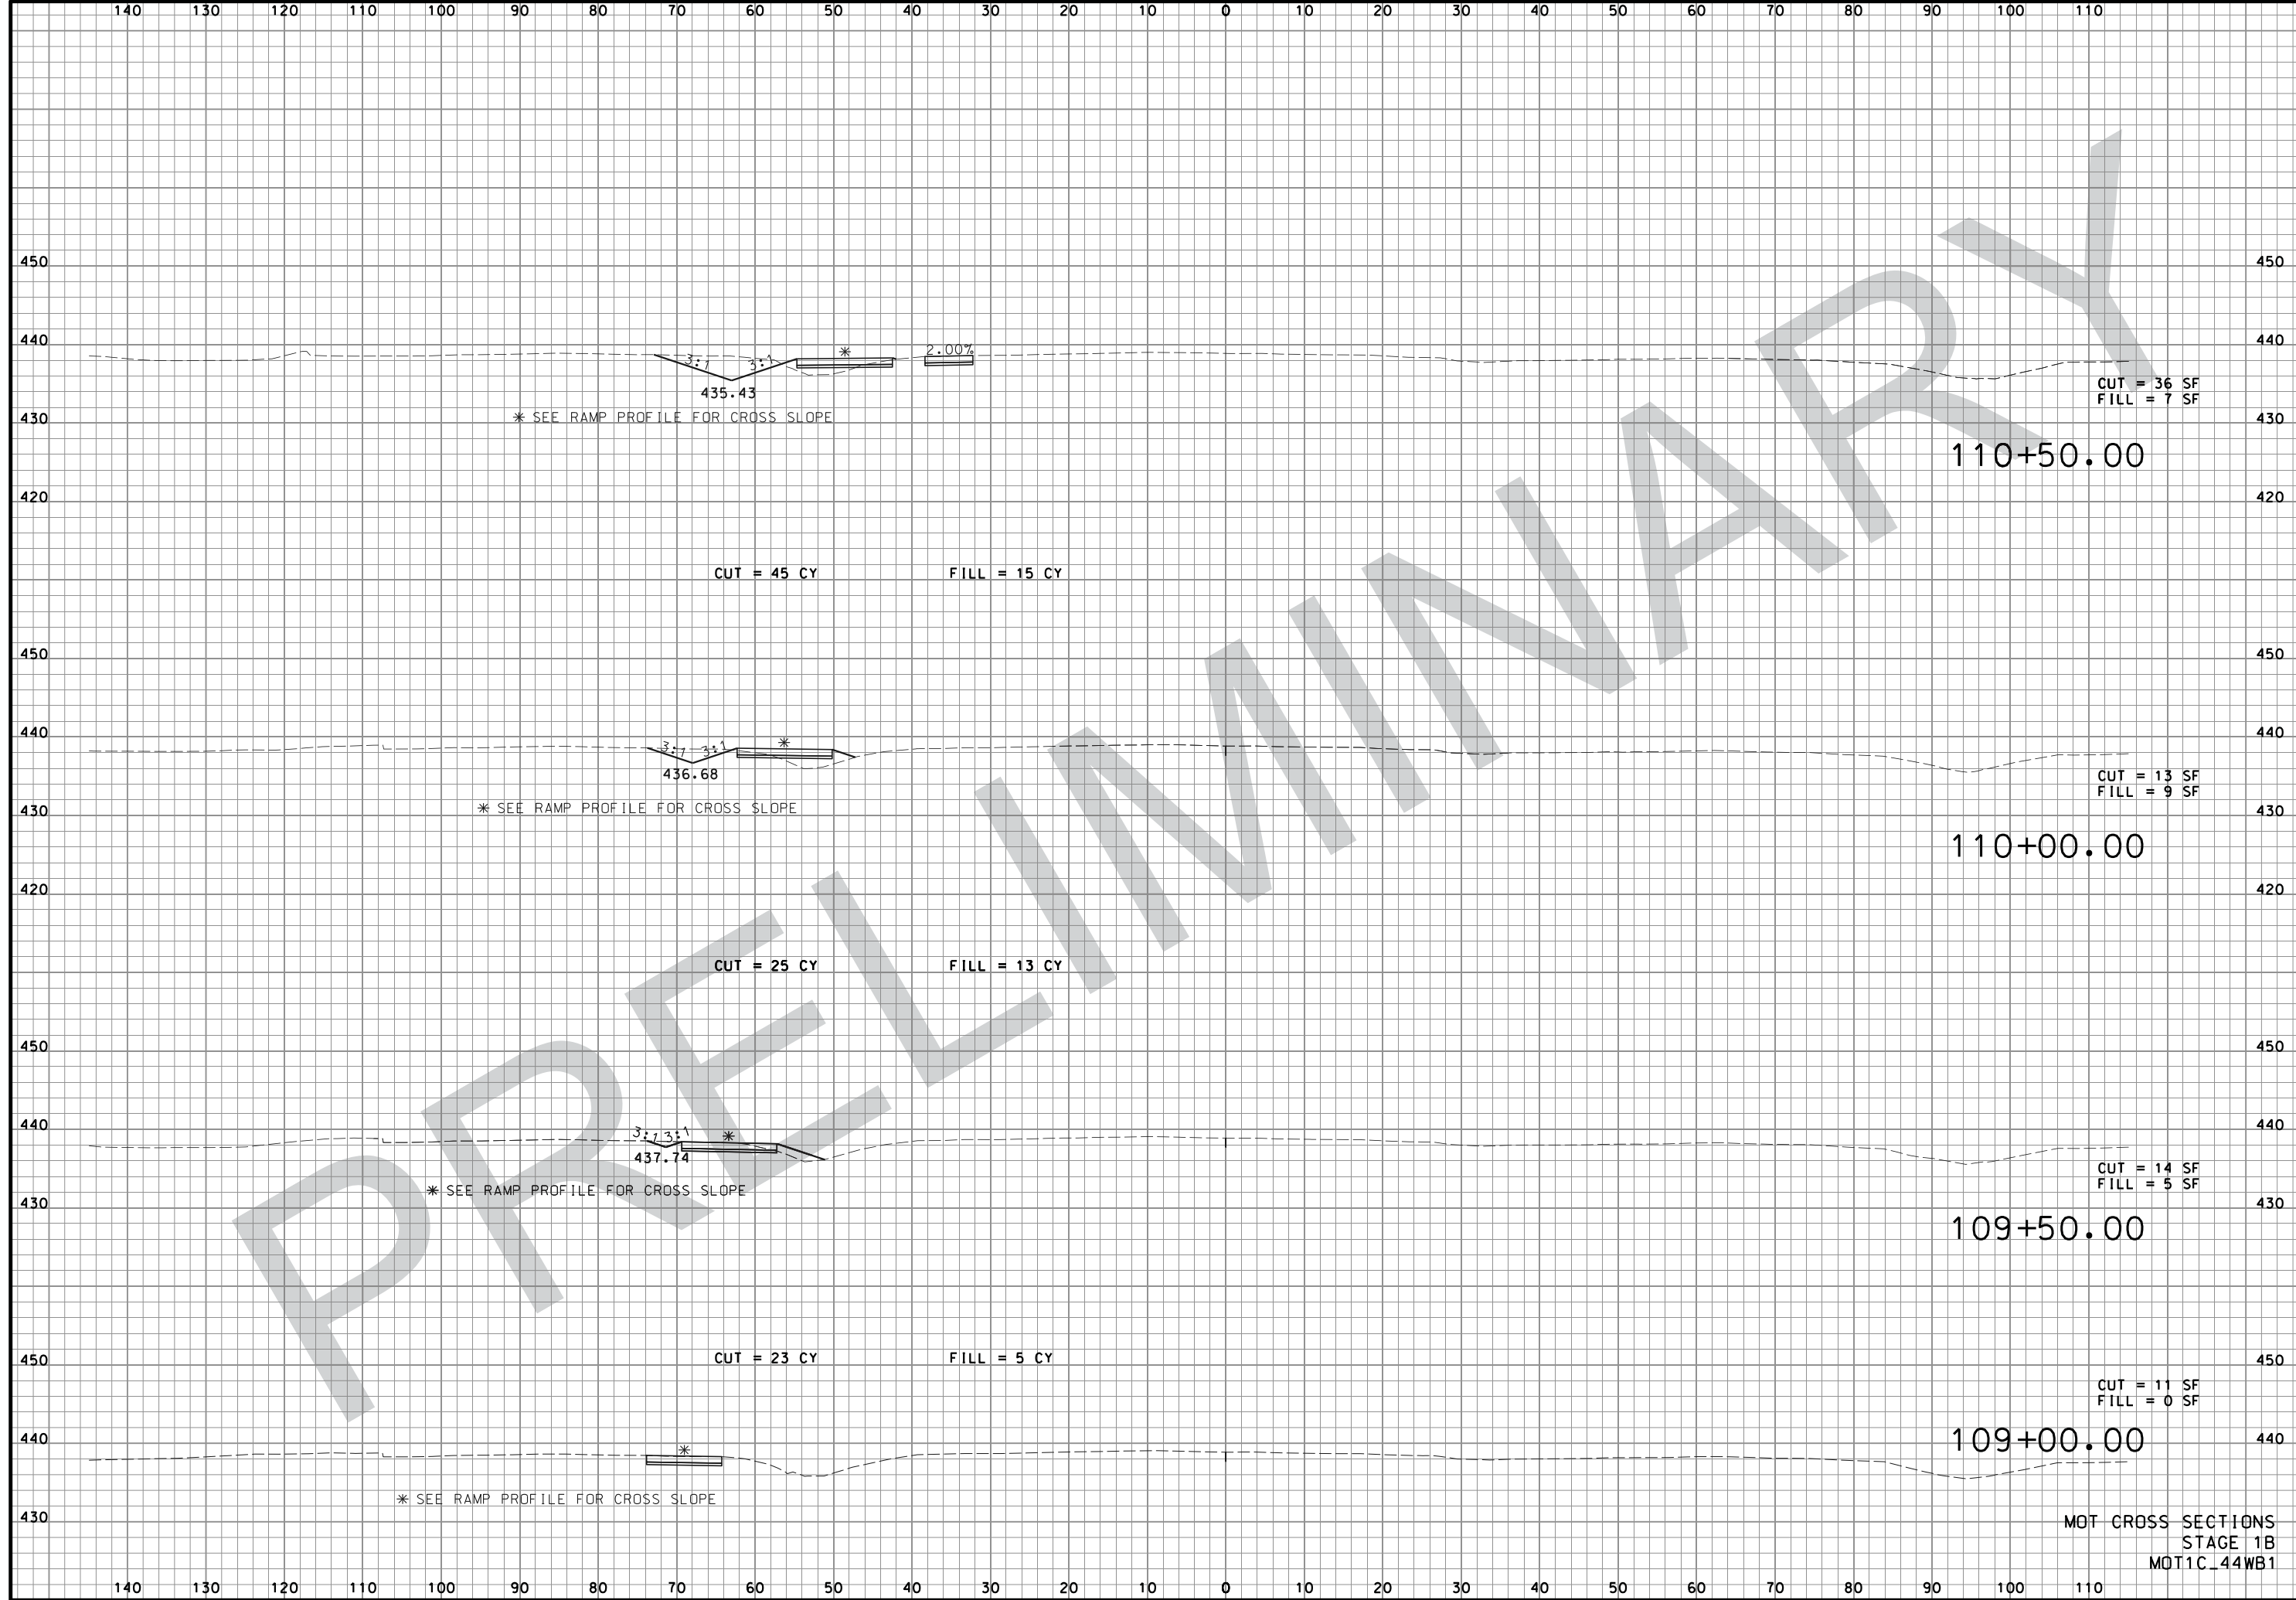 140 130 120 110 100 90 80 70 60 50 40 30 20 10 0 10 20 30 40 50 60 70 80 90 100 110
450 450
440 440
3:1 3:1 * 2.00%
435.43
CUT = 36 SF
FILL = 7 SF
* SEE RAMP PROFILE FOR CROSS SLOPE
430 430
110+50.00
420 420
CUT = 45 CY FILL = 15 CY
450 450
440 440
3:1 3:1 *
436.68
CUT = 13 SF
FILL = 9 SF
* SEE RAMP PROFILE FOR CROSS SLOPE
430 430
110+00.00
420 420
CUT = 25 CY FILL = 13 CY
450 450
440 440
3:1 3:1 *
437.74
CUT = 14 SF
FILL = 5 SF
* SEE RAMP PROFILE FOR CROSS SLOPE
430 430
109+50.00
CUT = 23 CY FILL = 5 CY
450 450
CUT = 11 SF
FILL = 0 SF
440 440
109+00.00
*
* SEE RAMP PROFILE FOR CROSS SLOPE
430
MOT CROSS SECTIONS
STAGE 1B
MOT1C_44WB1
140 130 120 110 100 90 80 70 60 50 40 30 20 10 0 10 20 30 40 50 60 70 80 90 100 110
PRELIMINARY